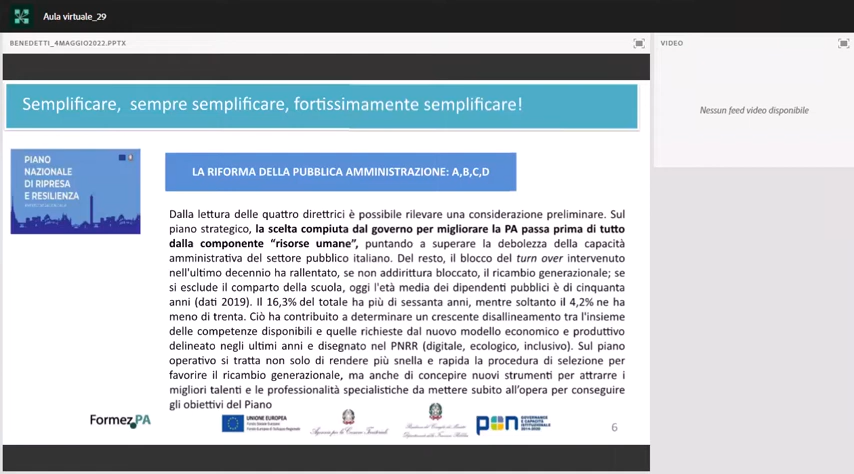 Aula virtuale_29
BENEDETTI_4MAGGIO2022.PPTX
VIDEO
Nessun feed video disponibile
Semplificare, sempre semplificare, fortissimamente semplificare!
PIANO
NAZIONALE
DI RIPRESA
E RESILIENZA
LA RIFORMA DELLA PUBBLICA AMMINISTRAZIONE: A,B,C,D
Dalla lettura delle quattro direttrici è possibile rilevare una considerazione preliminare. Sul
piano strategico, la scelta compiuta dal governo per migliorare la PA passa prima di tutto
dalla componente “risorse umane”, puntando a superare la debolezza della capacità
amministrativa del settore pubblico italiano. Del resto, il blocco del turn over intervenuto
nell'ultimo decennio ha rallentato, se non addirittura bloccato, il ricambio generazionale; se
si esclude il comparto della scuola, oggi l'età media dei dipendenti pubblici è di cinquanta
anni (dati 2019). Il 16,3% del totale ha più di sessanta anni, mentre soltanto il 4,2% ne ha
meno di trenta. Ciò ha contribuito a determinare un crescente disallineamento tra l'insieme
delle competenze disponibili e quelle richieste dal nuovo modello economico e produttivo
delineato negli ultimi anni e disegnato nel PNRR (digitale, ecologico, inclusivo). Sul piano
operativo si tratta non solo di rendere più snella e rapida la procedura di selezione per
favorire il ricambio generazionale, ma anche di concepire nuovi strumenti per attrarre i
migliori talenti e le professionalità specialistiche da mettere subito all’opera per conseguire
gli obiettivi del Piano
Formez PA
UNIONE EUROPEA
pon
GOVERNANCE
E CAPACITÀ
ISTITUZIONALE
2014-2020
6